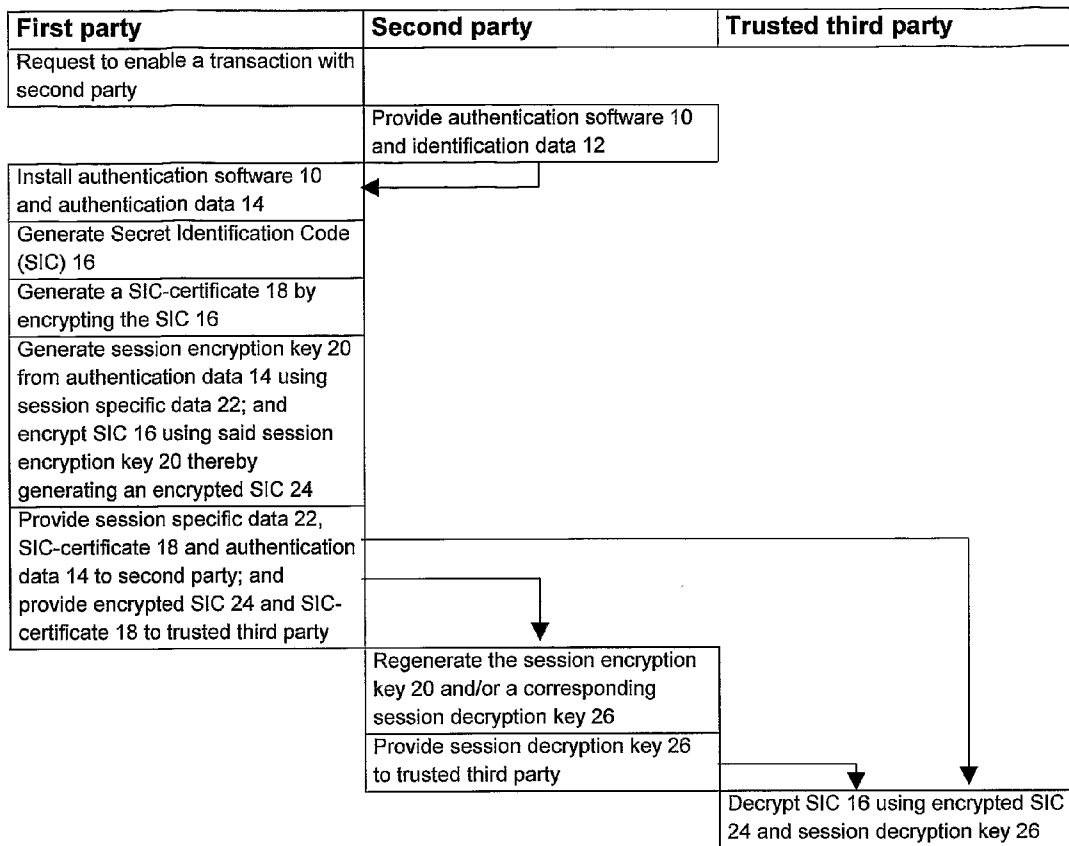 First party
Second party
Trusted third party
Request to enable a transaction with
second party
Provide authentication software 10
and identification data 12
Install authentication software 10
and authentication data 14
Generate Secret Identification Code
(SIC) 16
Generate a SIC-certificate 18 by
encrypting the SIC 16
Generate session encryption key 20
from authentication data 14 using
session specific data 22; and
encrypt SIC 16 using said session
encryption key 20 thereby
generating an encrypted SIC 24
Provide session specific data 22,
SIC-certificate 18 and authentication
data 14 to second party; and
provide encrypted SIC 24 and SIC-
certificate 18 to trusted third party
Regenerate the session encryption
key 20 and/or a corresponding
session decryption key 26
Provide session decryption key 26
to trusted third party
Decrypt SIC 16 using encrypted SIC
24 and session decryption key 26